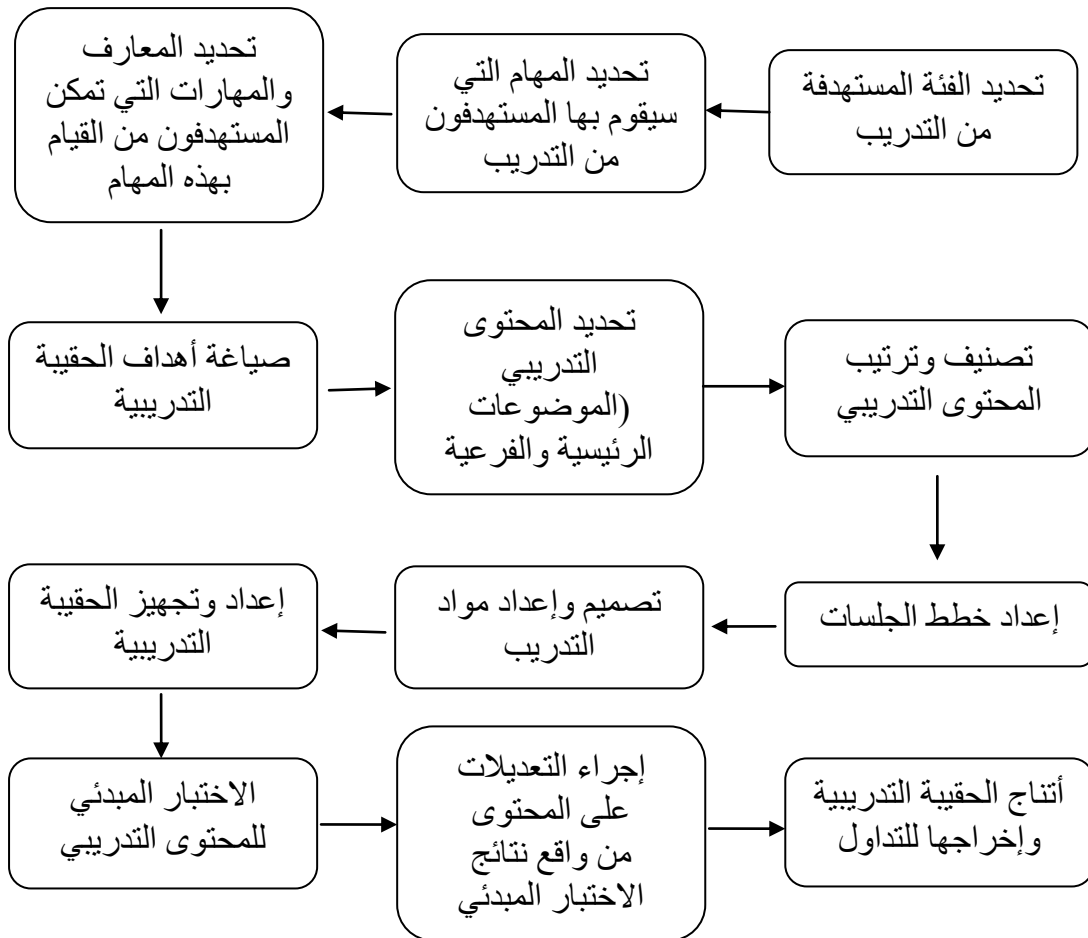 تحديد الفئة المستهدفة
من التدريب
تحديد المهام التي
سيقوم بها المستهدفون
من التدريب
تحديد المعارف
والمهارات التي تمكن
المستهدفون من القيام
بهذه المهام
صياغة أهداف الحقيبة
التدريبية
تحديد المحتوى
التدريبي
(الموضوعات
الرئيسية والفرعية
تصنيف وترتيب
المحتوى التدريبي
إعداد خطط الجلسات
تصميم وإعداد مواد
التدريب
إعداد وتجهيز الحقيبة
التدريبية
الاختبار المبدئي
للمحتوى التدريبي
إجراء التعديلات
على المحتوى
من واقع نتائج
الاختبار المبدئي
أتناج الحقيبة التدريبية
وإخراجها للتداول